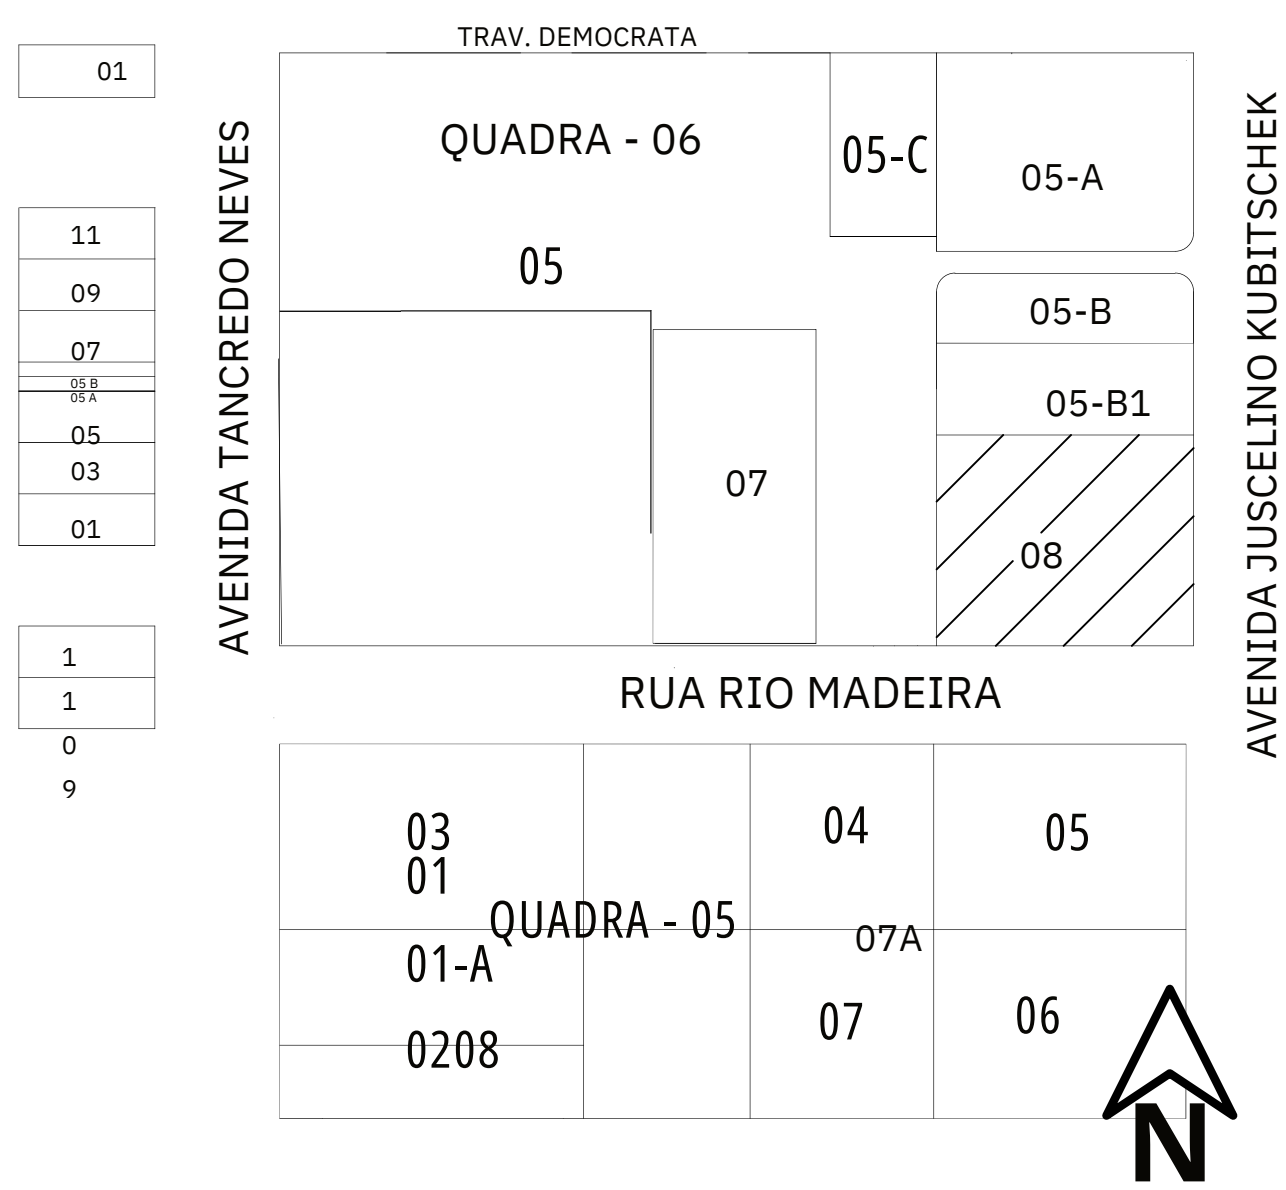 TRAV. DEMOCRATA
01
QUADRA - 06
05-C
05-A
AVENIDA TANCREDO NEVES
AVENIDA JUSCELINO KUBITSCHEK
11
09
07
05 B
05 A
05
03
01
05
05-B
05-B1
07
08
1
1
0
9
RUA RIO MADEIRA
03
01
04
05
QUADRA - 05
07A
01-A
07
06
0208
N